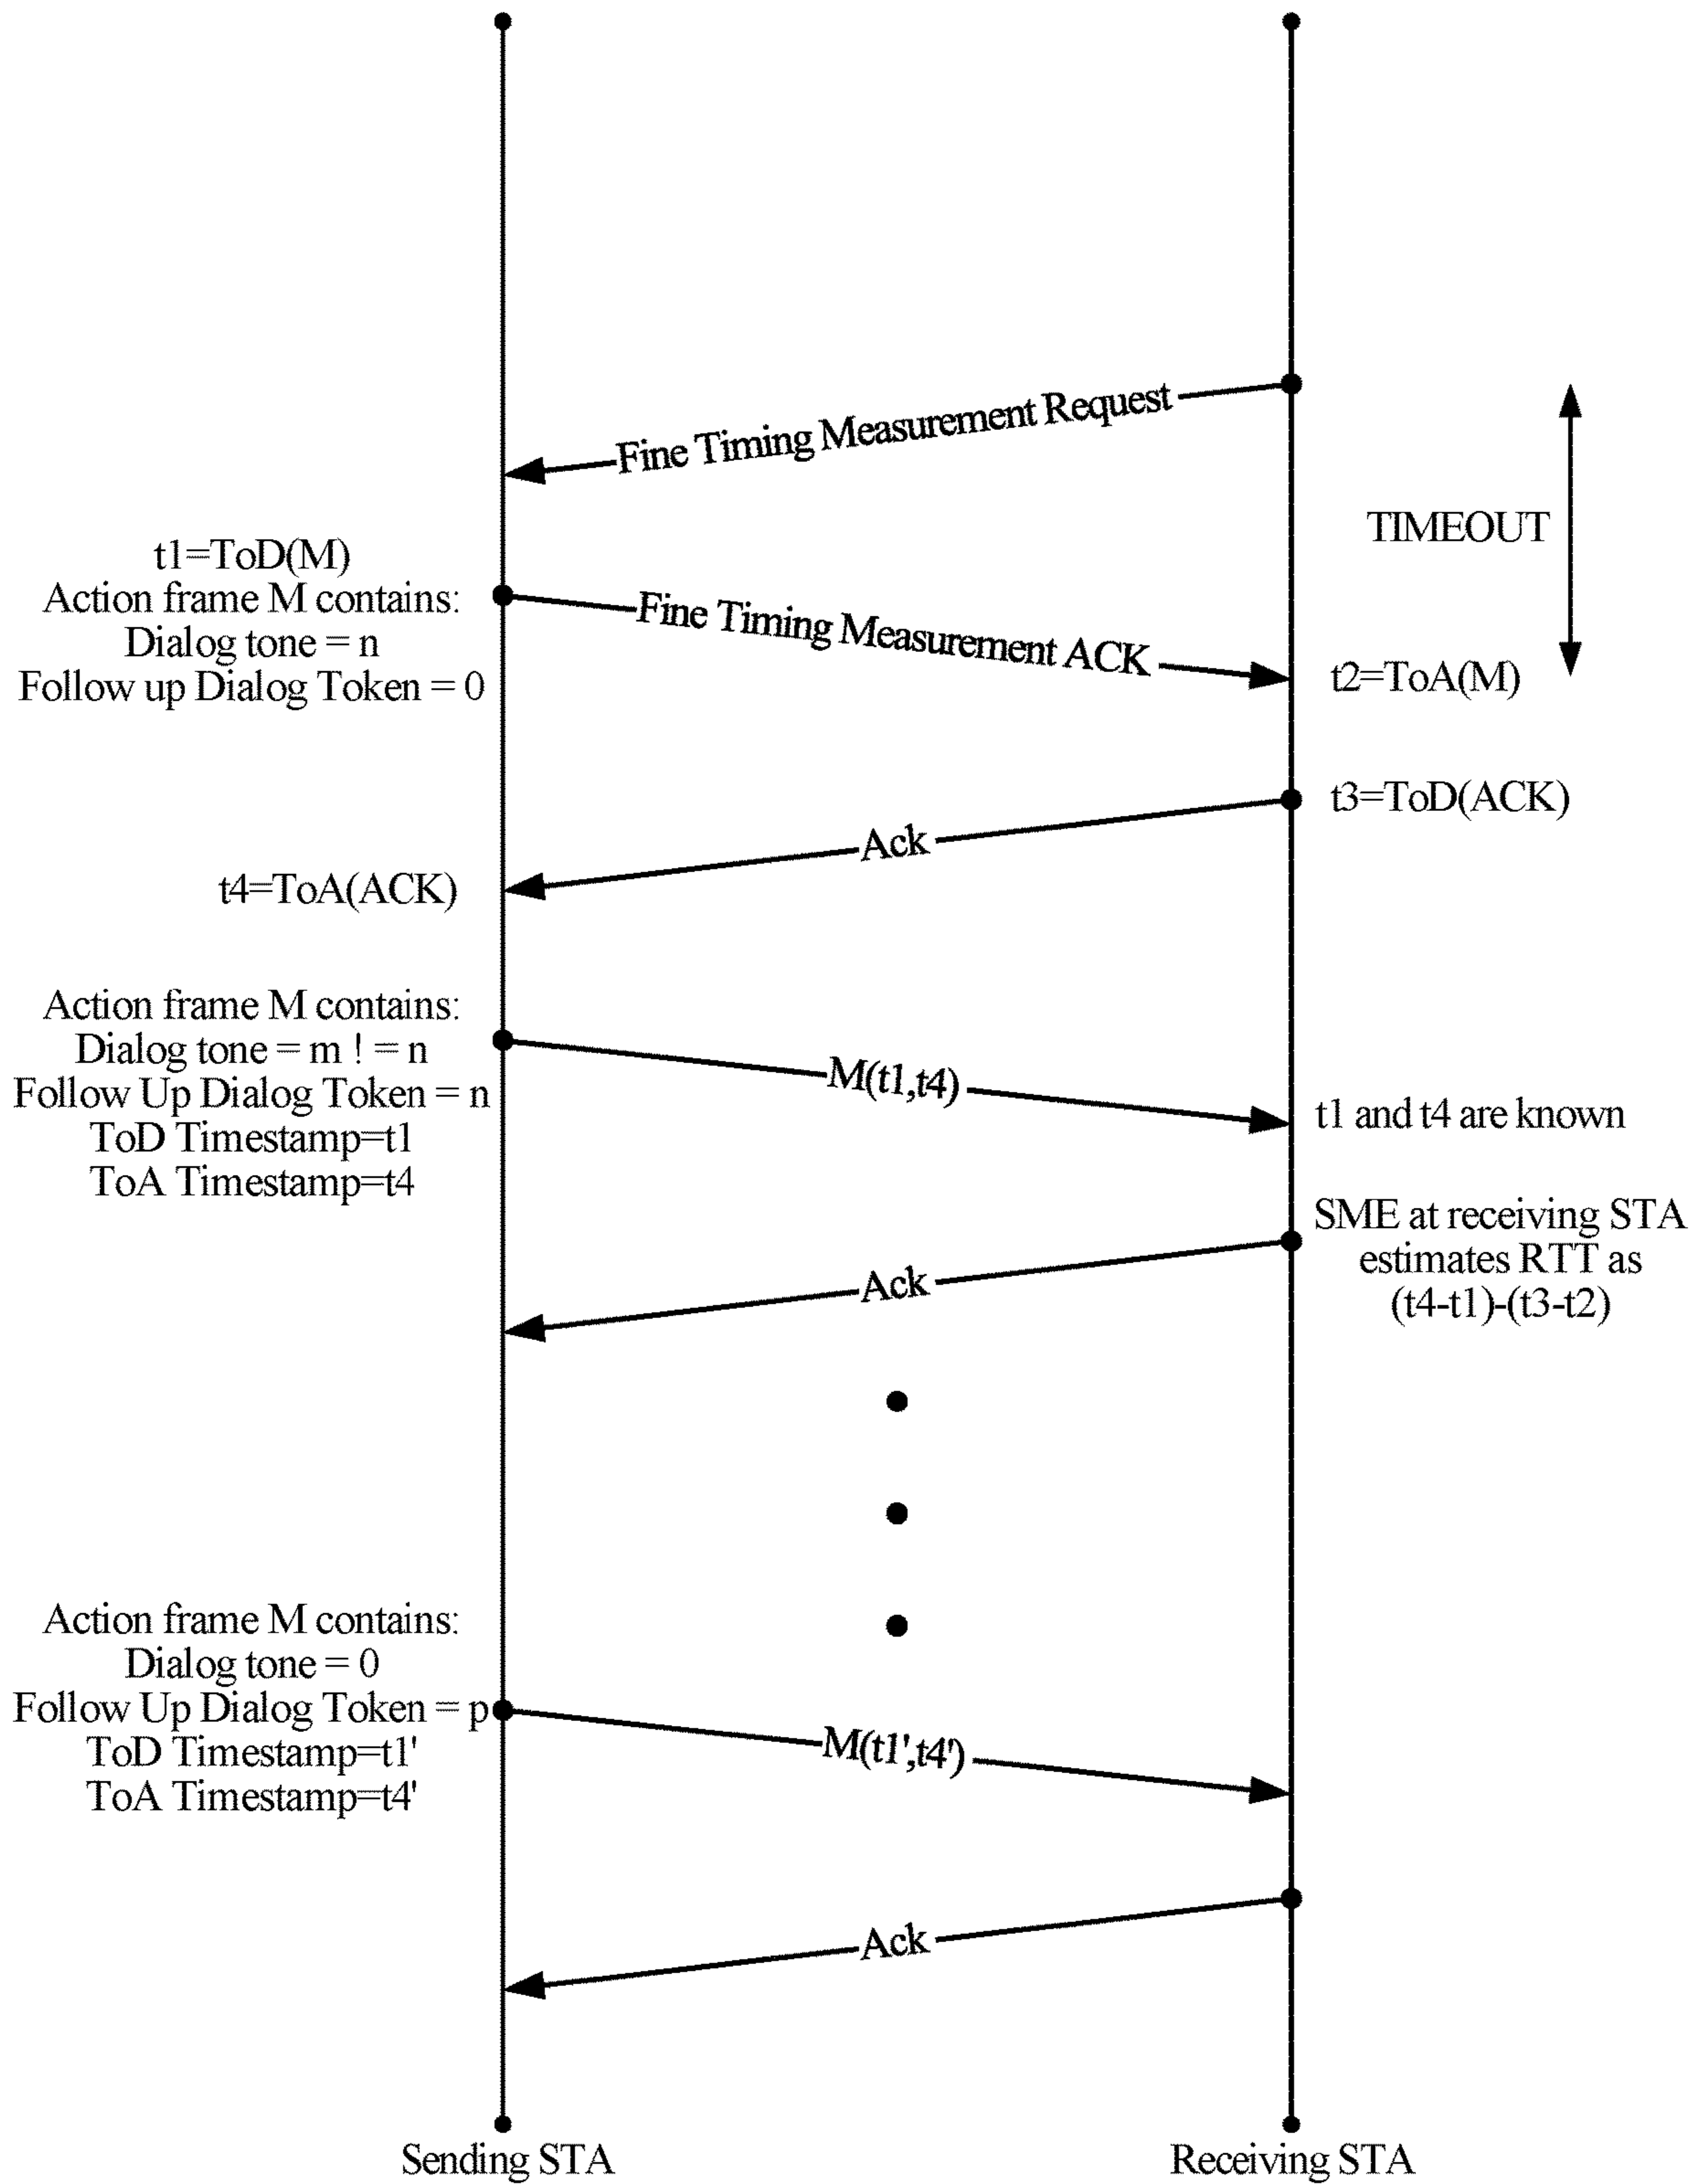 Fine Timing Measurement Request
TIMEOUT
t1=ToD(M)
Action frame M contains:
Dialog tone = n
Follow up Dialog Token = 0
Fine Timing Measurement ACK
t2=ToA(M)
t3=ToD(ACK)
Ack
t4=ToA(ACK)
Action frame M contains:
Dialog tone = m ! = n
Follow Up Dialog Token = n
ToD Timestamp=t1
ToA Timestamp=t4
M(t1,t4)
t1 and t4 are known
SME at receiving STA
estimates RTT as
(t4-t1)-(t3-t2)
Ack
Action frame M contains:
Dialog tone = 0
Follow Up Dialog Token = p
ToD Timestamp=t1'
ToA Timestamp=t4'
M(t1',t4')
Ack
Sending STA
Receiving STA